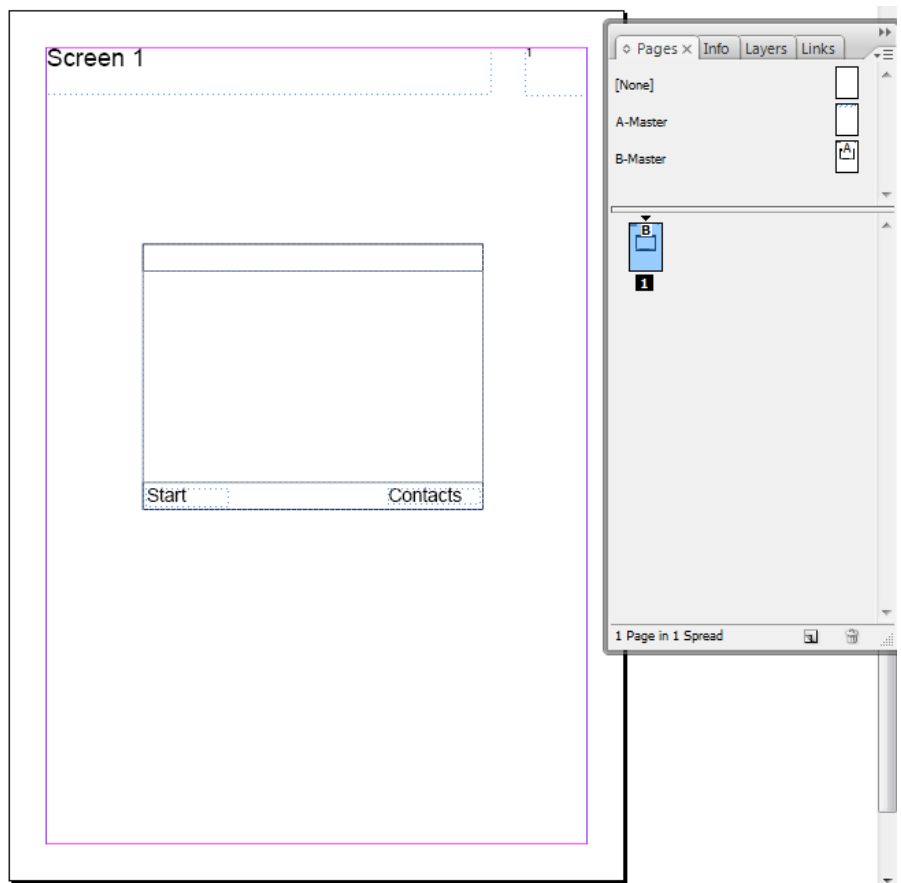 Screen 1
1
Start
Contacts
Pages
Info
Layers
Links
[None]
A-Master
B-Master
A
B
1
1 Page in 1 Spread